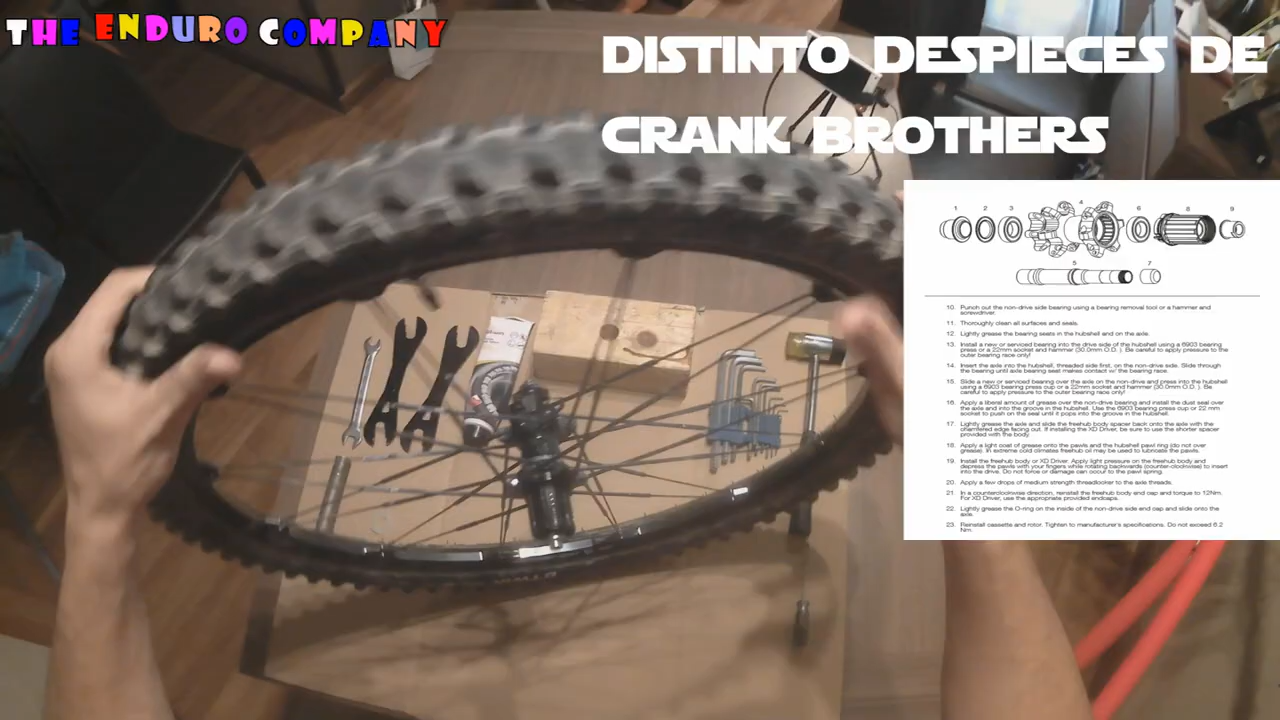 THE ENDURO COMPANY
DISTINTO DESPIECES DE
CRANK BROTHERS
1 2 3 4 6 8 9
5 7
10. Punch out the non-drive side bearing using a bearing removal tool or a hammer and
screwdriver.
11. Thoroughly clean all surfaces and seals.
12. Lightly grease the bearing seats in the hubshell and on the axle.
13. Install a new or serviced bearing into the drive side of the hubshell using a 6903 bearing
press or a 22mm socket and hammer (30.0mm O.D. ). Be careful to apply pressure to the
outer bearing race only!
14. Insert the axle into the hubshell, threaded side first, on the non-drive side. Slide through
the bearing until axle bearing seat makes contact w/ the bearing race.
15. Slide a new or serviced bearing over the axle on the non-drive and press into the hubshell
using a 6903 bearing press cup or a 22mm socket and hammer (30.0mm O.D. ). Be
careful to apply pressure to the outer bearing race only!
16. Apply a liberal amount of grease over the non-drive bearing and install the dust seal over
the axle and into the groove in the hubshell. Use the 6903 bearing press cup or 22 mm
socket to push on the seal until it pops into the groove in the hubshell.
17. Lightly grease the axle and slide the freehub body spacer back onto the axle with the
chamfered edge facing out. If installing the XD Driver, be sure to use the shorter spacer
provided with the body.
18. Apply a light coat of grease onto the pawls and the hubshell pawl ring (do not over
grease). In extreme cold climates freehub oil may be used to lubricate the pawls.
19. Install the freehub body or XD Driver. Apply light pressure on the freehub body and
depress the pawls with your fingers while rotating backwards (counter-clockwise) to insert
into the drive. Do not force or damage can occur to the pawl spring.
20. Apply a few drops of medium strength threadlocker to the axle threads.
21. In a counterclockwise direction, reinstall the freehub body end cap and torque to 12Nm.
For XD Driver, use the appropriate provided endcaps.
22. Lightly grease the O-ring on the inside of the non-drive side end cap and slide onto the
axle.
23. Reinstall cassette and rotor. Tighten to manufacturer's specifications. Do not exceed 6.2
Nm.